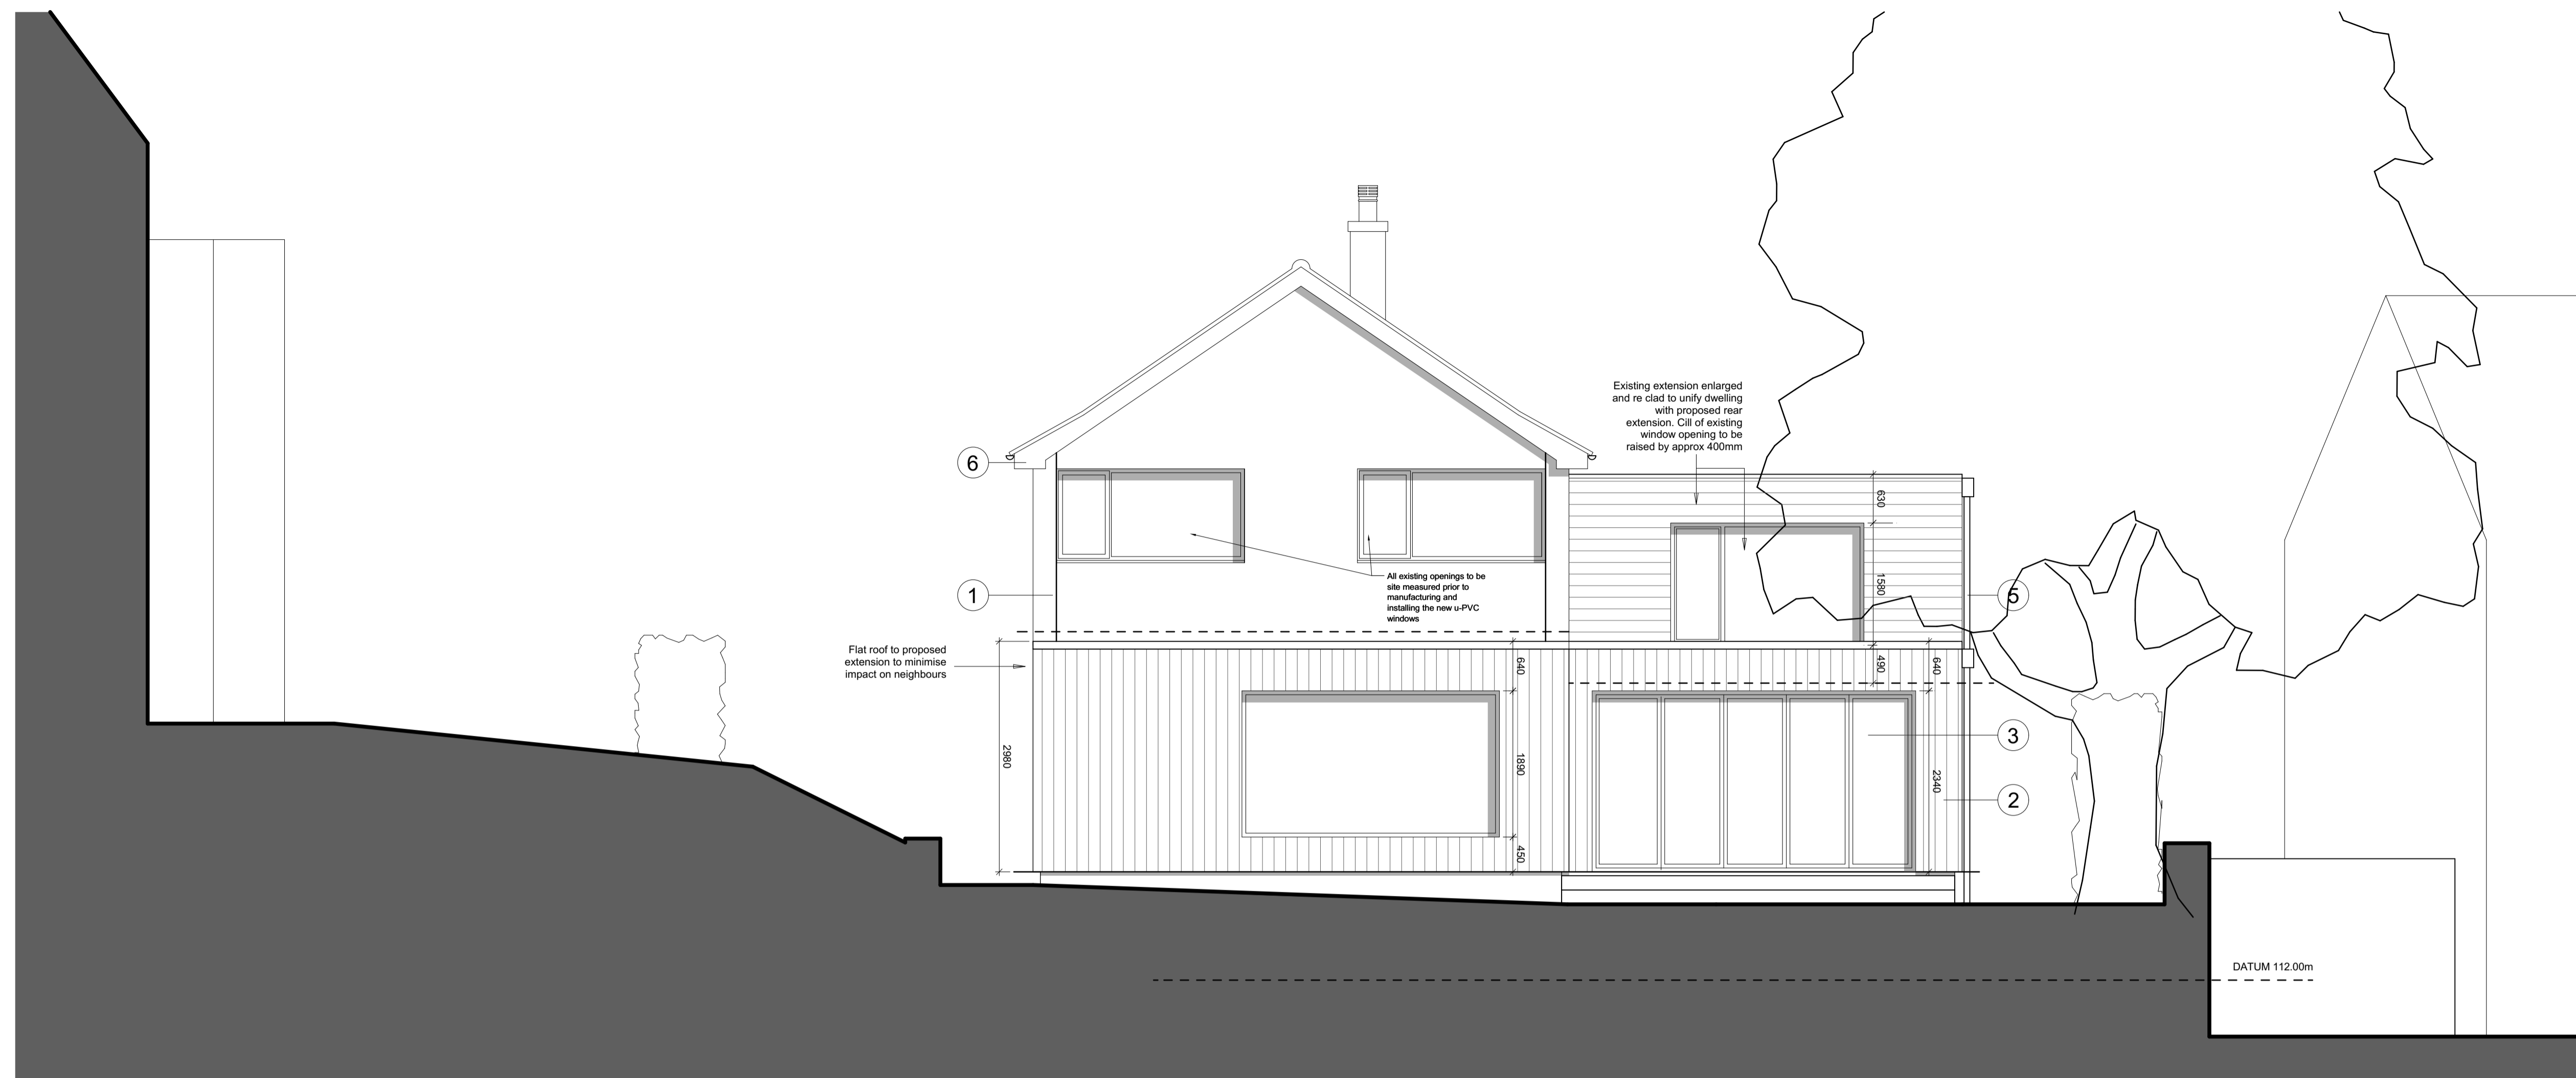 Existing extension enlarged
and re clad to unify dwelling
with proposed rear
extension. Cill of existing
window opening to be
raised by approx 400mm
6
630
All existing openings to be
site measured prior to
manufacturing and
installing the new u-PVC
windows
1
1580
5
Flat roof to proposed
extension to minimise
impact on neighbours
640
490
640
3
2980
1890
2340
2
450
DATUM 112.00m